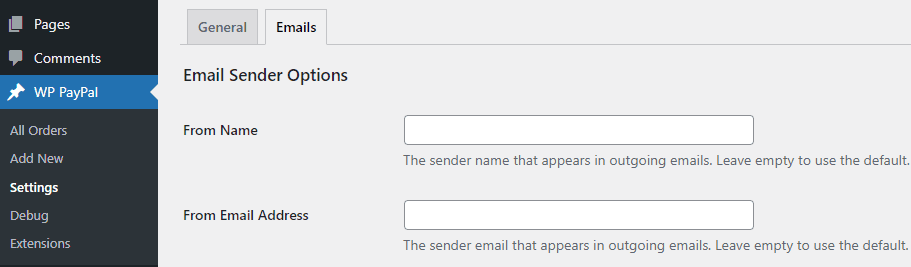 Pages
Comments
WP PayPal
All Orders
Add New
Settings
Debug
Extensions
General
Emails
Email Sender Options
From Name
The sender name that appears in outgoing emails. Leave empty to use the default.
From Email Address
The sender email that appears in outgoing emails. Leave empty to use the default.